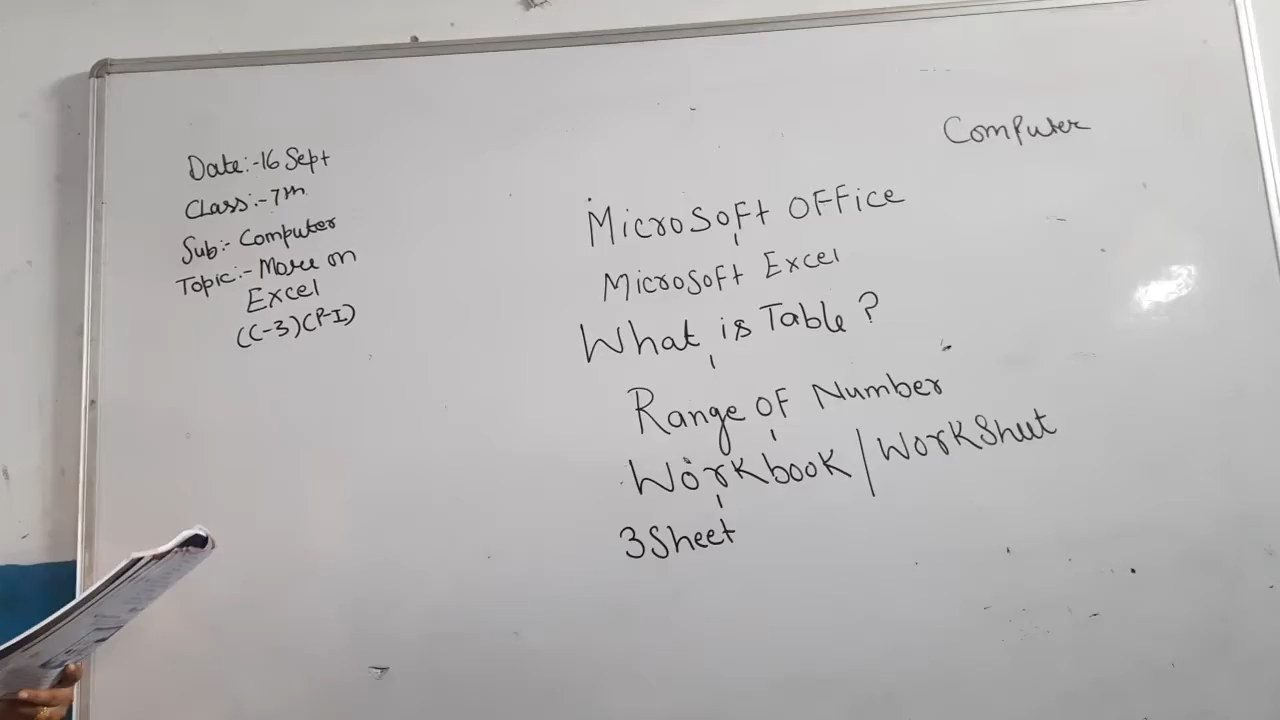 Date:-16 Sept
Class:-7th
Sub:- Computer
Topic:- More on
Excel
(C-3)(P-I)
Computer
Microsoft Office
Microsoft Excel
What is Table?
Range of Number
Workbook/WorkSheet
3Sheet